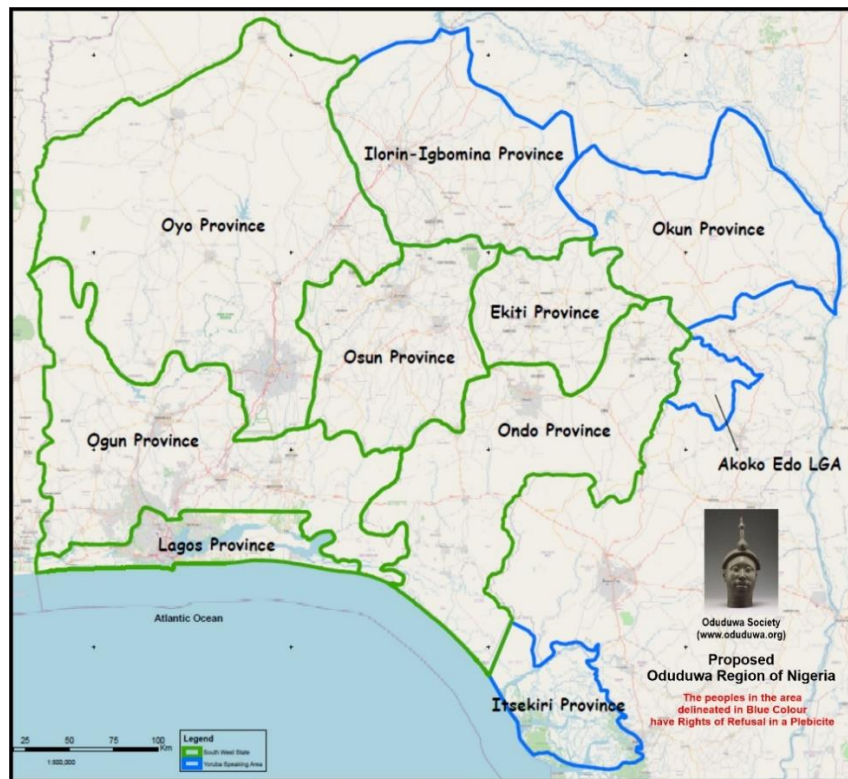 Ilorin-Igbomina Province
Oyo Province
Okun Province
Ekiti Province
Osun Province
Ogun Province
Ondo Province
Akoko Edo LGA
Lagos Province
Atlantic Ocean
Oduduwa Society
(www.oduduwa.org)
Proposed
Oduduwa Region of Nigeria
The peoples in the area
delineated in Blue Colour
have Rights of Refusal in a Plebicite
Itsekiri Province
25 50 75 100
Km
1:500,000
Legend
South West State
Yoruba Speaking Area